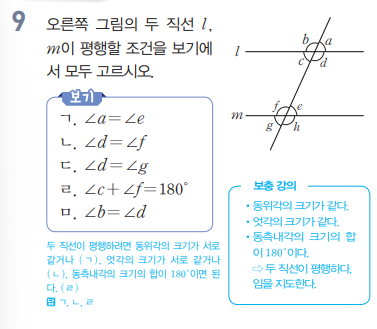 9
오른쪽 그림의 두 직선 l,
m이 평행할 조건을 보기에
서 모두 고르시오.
보기
ㄱ. ∠a=∠e
ㄴ. ∠d=∠f
ㄷ. ∠d=∠g
ㄹ. ∠c+∠f=180°
ㅁ. ∠b=∠d
두 직선이 평행하려면 동위각의 크기가 서로
같거나 (ㄱ), 엇각의 크기가 서로 같거나
(ㄴ), 동측내각의 크기의 합이 180°이면 된
다. (ㄹ)
답 ㄱ, ㄴ, ㄹ
b a
l
c d
f e
m
g h
보충 강의
• 동위각의 크기가 같다.
• 엇각의 크기가 같다.
• 동측내각의 크기의 합
이 180°이다.
⇨ 두 직선이 평행하다.
임을 지도한다.